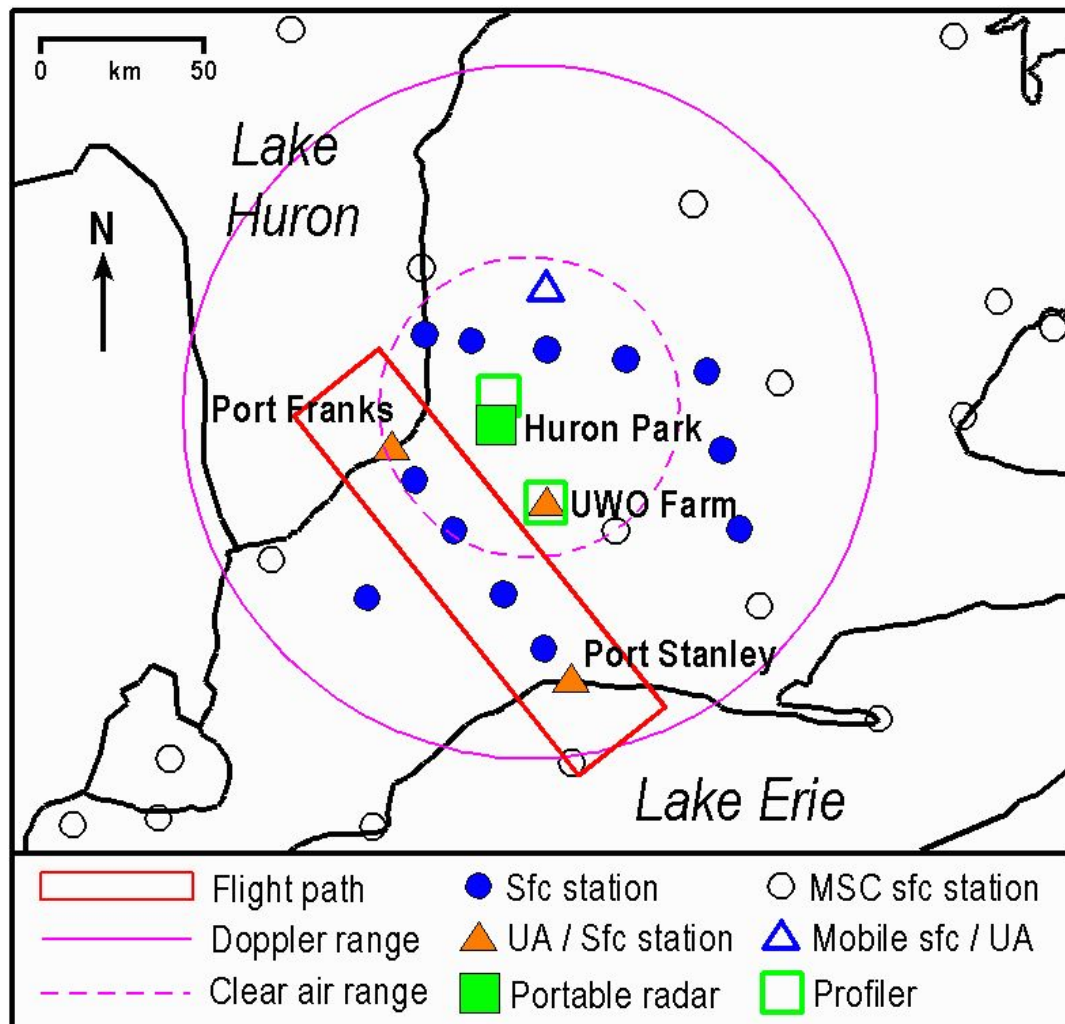 0 km 50
Lake
Huron
N
Port Franks
Huron Park
UWO Farm
Port Stanley
Lake Erie
Flight path
Sfc station
MSC sfc station
Doppler range
UA / Sfc station
Mobile sfc / UA
Clear air range
Portable radar
Profiler